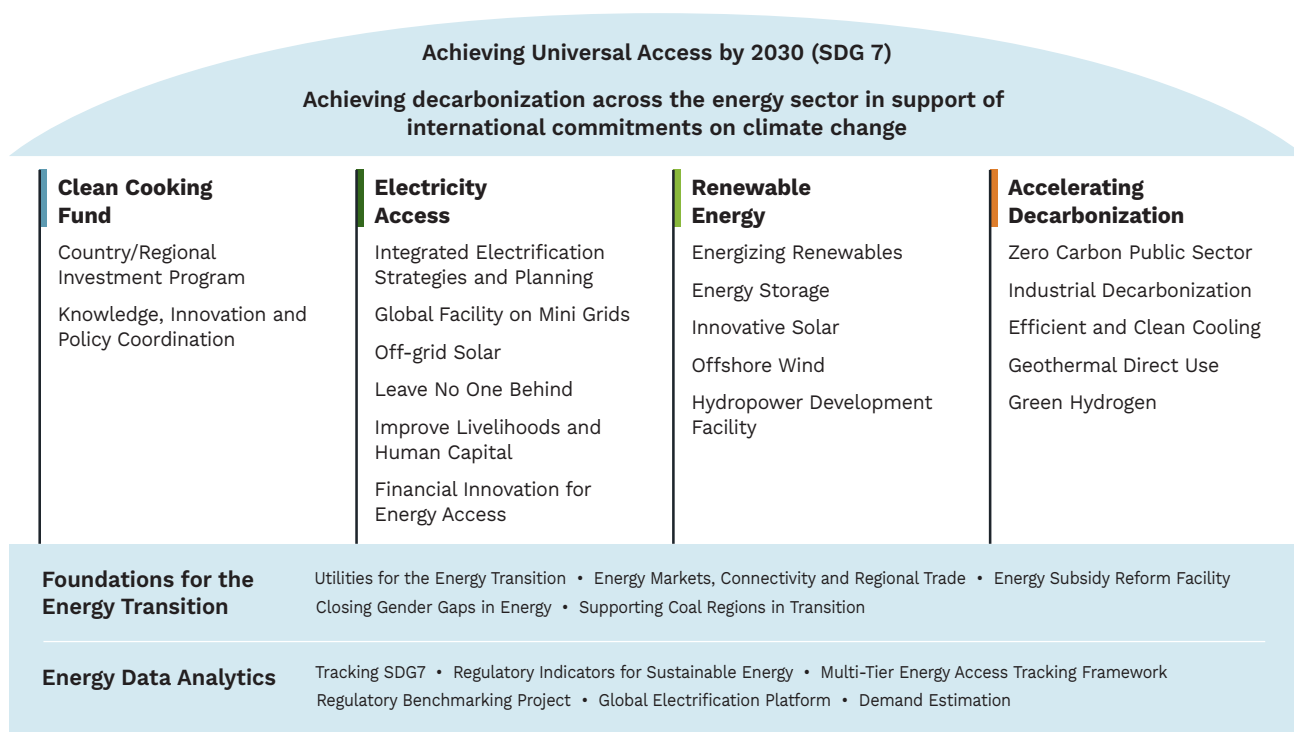 Achieving Universal Access by 2030 (SDG 7)
Achieving decarbonization across the energy sector in support of
international commitments on climate change
Clean Cooking
Fund
Country/Regional
Investment Program
Knowledge, Innovation and
Policy Coordination
Electricity
Access
Integrated Electrification
Strategies and Planning
Global Facility on Mini Grids
Off-grid Solar
Leave No One Behind
Improve Livelihoods and
Human Capital
Financial Innovation for
Energy Access
Renewable
Energy
Energizing Renewables
Energy Storage
Innovative Solar
Offshore Wind
Hydropower Development
Facility
Accelerating
Decarbonization
Zero Carbon Public Sector
Industrial Decarbonization
Efficient and Clean Cooling
Geothermal Direct Use
Green Hydrogen
Foundations for the
Energy Transition
Utilities for the Energy Transition • Energy Markets, Connectivity and Regional Trade • Energy Subsidy Reform Facility
Closing Gender Gaps in Energy • Supporting Coal Regions in Transition
Energy Data Analytics
Tracking SDG7 • Regulatory Indicators for Sustainable Energy • Multi-Tier Energy Access Tracking Framework
Regulatory Benchmarking Project • Global Electrification Platform • Demand Estimation